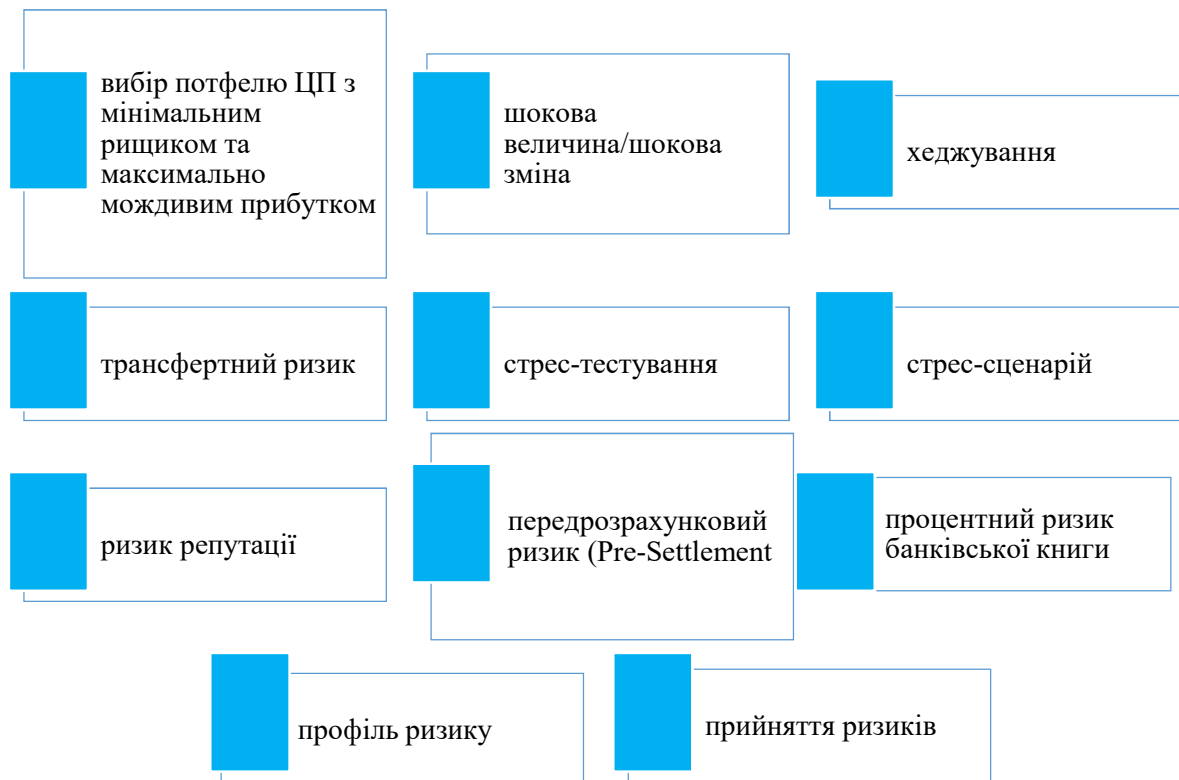 вибір потфелю ЦП з
мінімальним
рищиком та
максимально
мождивим прибутком
шокова
величина/шокова
зміна
хеджування
трансфертний ризик
стрес-тестування
стрес-сценарій
ризик репутації
передрозрахунковий
ризик (Pre-Settlement
процентний ризик
банківської книги
профіль ризику
прийняття ризиків